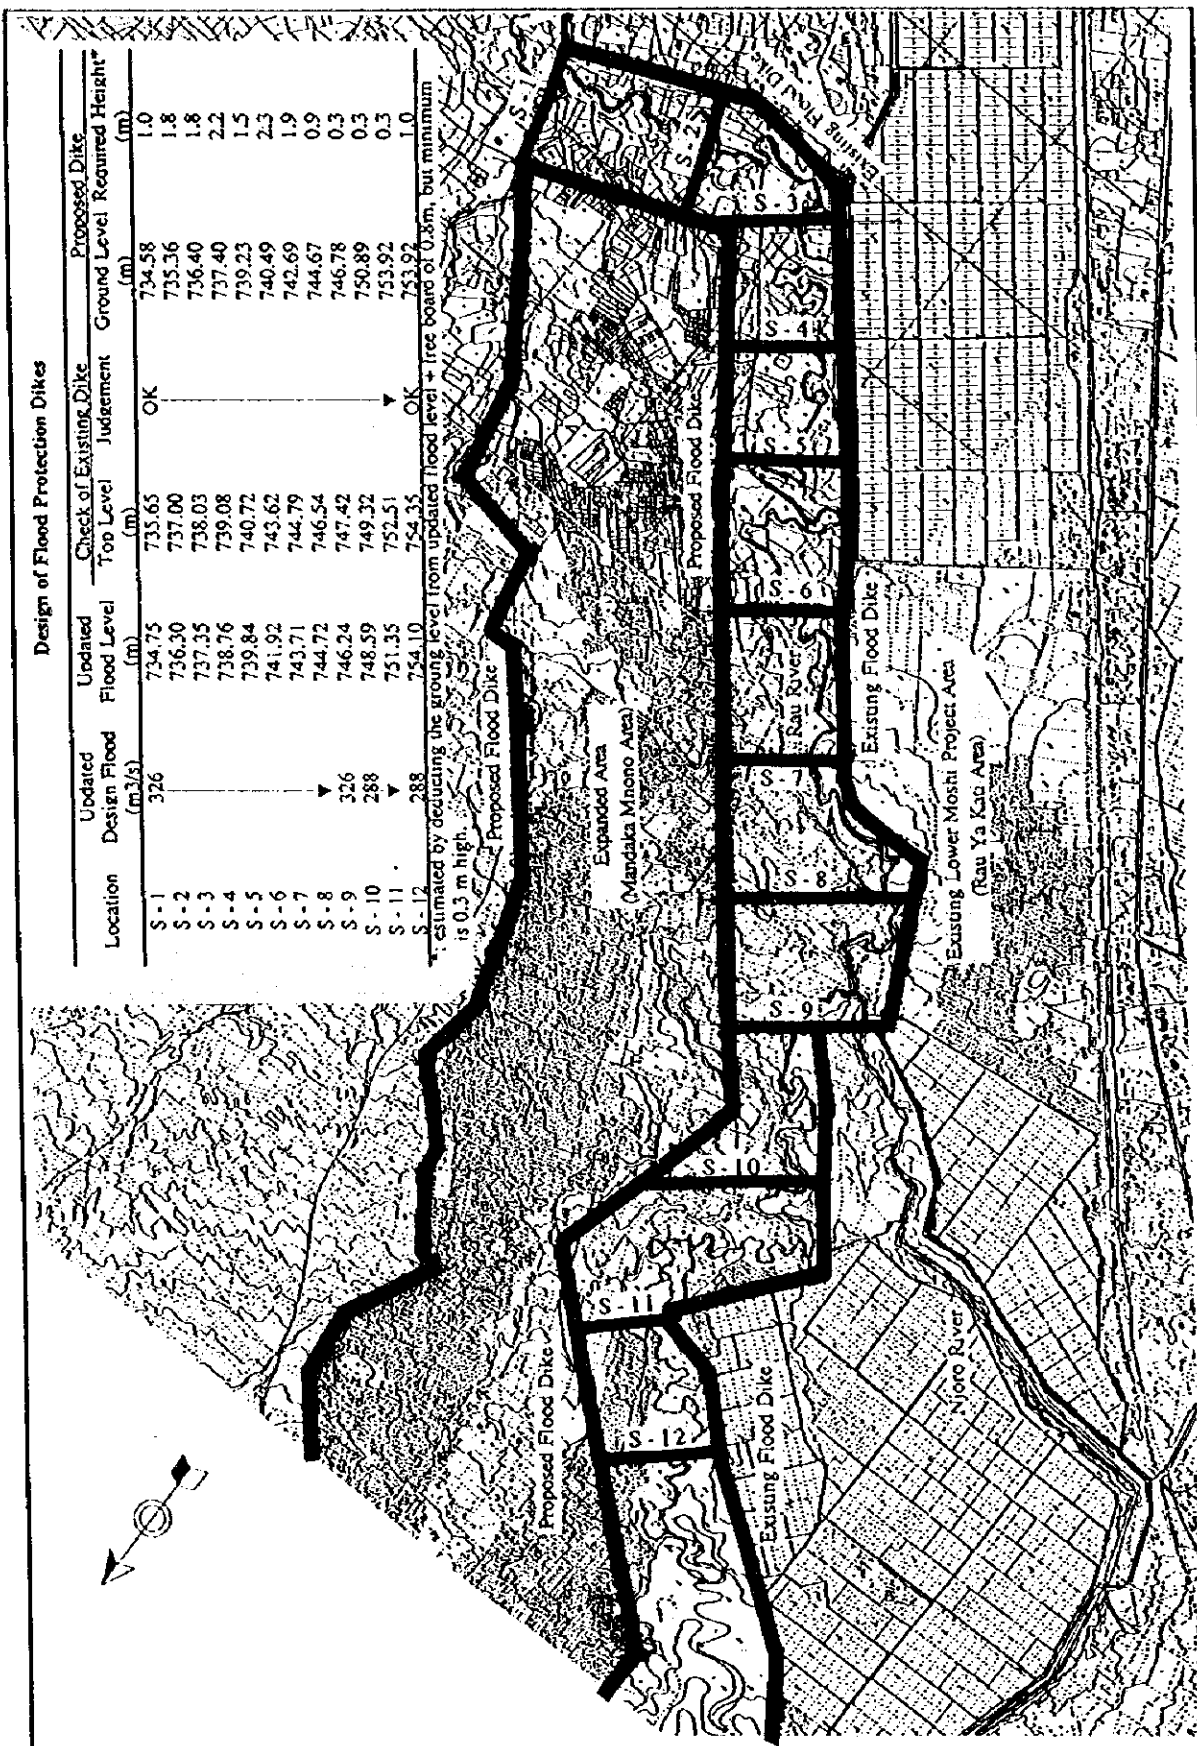 Design of Flood Protection Dikes
Updated Updated Check of Existing Dike Proposed Dike
Location Design Flood Flood Level Top Level Judgement Ground Level Required Height*
(m3/s) (m) (m) (m) (m)
S - 1 326 734.75 735.65 OK 734.58 1.0
S - 2 736.30 737.00 735.36 1.8
S - 3 737.35 738.03 736.40 1.8
S - 4 738.76 739.08 737.40 2.2
S - 5 739.84 740.72 739.23 1.5
S - 6 741.92 743.62 740.49 2.3
S - 7 743.71 744.79 742.69 1.9
S - 8 744.72 746.54 744.67 0.9
S - 9 326 746.24 747.42 746.78 0.3
S - 10 288 748.59 749.32 750.89 0.3
S - 11 751.35 752.51 753.92 0.3
S - 12 288 754.10 754.35 OK 753.92 1.0
* estimated by deducting the ground level from updated flood level + free board of 0.8m, but minimum
is 0.3 m high.
Proposed Flood Dike
Expanded Area
(Mandaka Mnono Area)
Proposed Flood Dike
Proposed Flood Dike
S - 12
S - 11
S - 10
S - 9
S - 8
S - 7
S - 6
S - 5
S - 4
S - 3
S - 2
S - 1
Rau River
Existing Flood Dike
Existing Flood Dike
Existing Flood Dike
Existing Lower Moshi Project Area
(Rau Ya Kati Area)
Njoro River